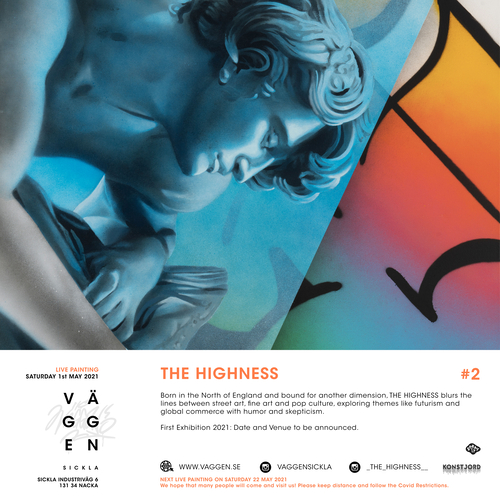 LIVE PAINTING
SATURDAY 1st MAY 2021
VÄ
GG
EN
SICKLA
SICKLA INDUSTRIVÄG 6
131 34 NACKA
THE HIGHNESS
#2
Born in the North of England and bound for another dimension, THE HIGHNESS blurs the
lines between street art, fine art and pop culture, exploring themes like futurism and
global commerce with humor and skepticism.
First Exhibition 2021: Date and Venue to be announced.
WWW.VAGGEN.SE
VAGGENSICKLA
_THE_HIGHNESS__
KONSTJORD
NEXT LIVE PAINTING ON SATURDAY 22 MAY 2021
We hope that many people will come and visit us! Please keep distance and follow the Covid Restrictions.